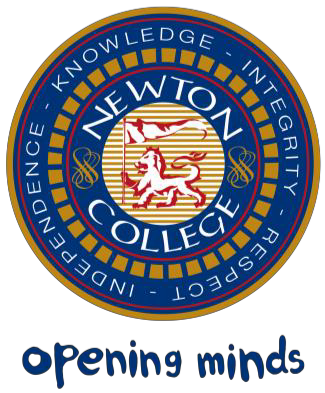 KNOWLEDGE - INTEGRITY - RESPECT - INDEPENDENCE -
NEWTON
COLLEGE
opening minds